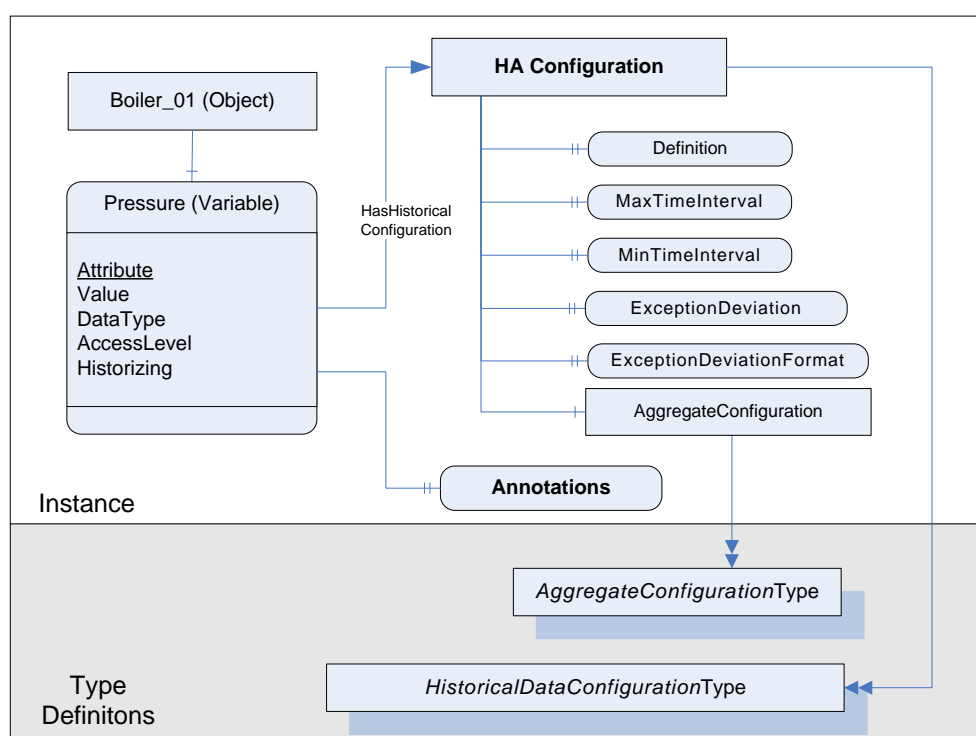 HA Configuration
Boiler_01 (Object)
Definition
Pressure (Variable)
MaxTimeInterval
HasHistorical
Configuration
MinTimeInterval
Attribute
Value
DataType
AccessLevel
Historizing
ExceptionDeviation
ExceptionDeviationFormat
AggregateConfiguration
Annotations
Instance
AggregateConfigurationType
HistoricalDataConfigurationType
Type
Definitons